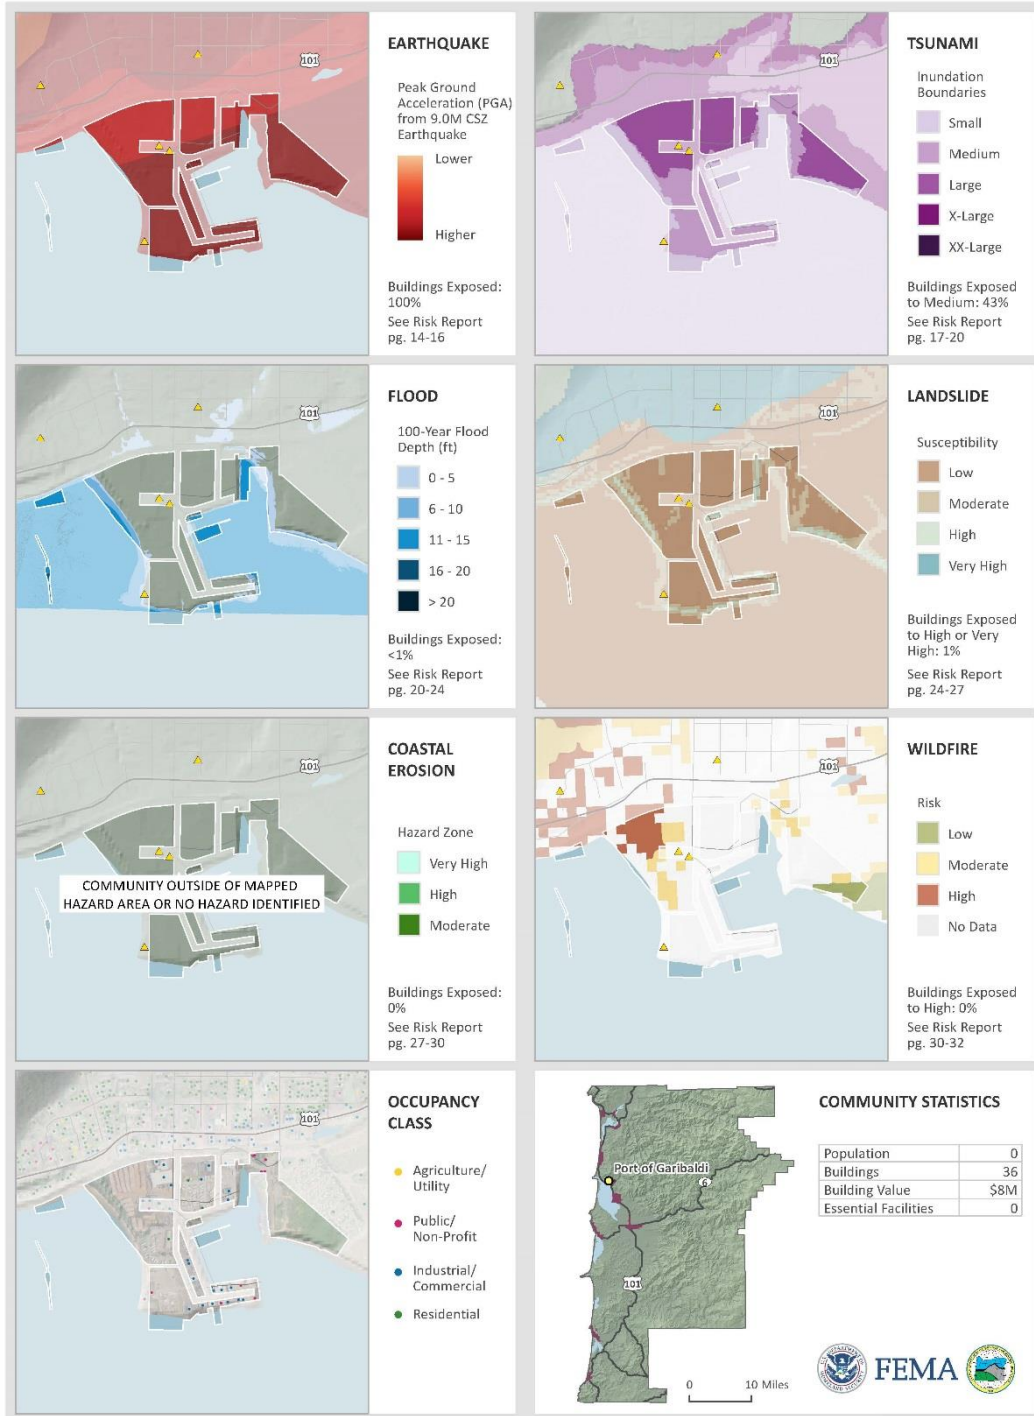 EARTHQUAKE
101
Peak Ground
Acceleration (PGA)
from 9.0M CSZ
Earthquake
Lower
Higher
Buildings Exposed:
100%
See Risk Report
pg. 14-16
TSUNAMI
101
Inundation
Boundaries
Small
Medium
Large
X-Large
XX-Large
Buildings Exposed
to Medium: 43%
See Risk Report
pg. 17-20
FLOOD
101
100-Year Flood
Depth (ft)
0 - 5
6 - 10
11 - 15
16 - 20
> 20
Buildings Exposed:
<1%
See Risk Report
pg. 20-24
LANDSLIDE
101
Susceptibility
Low
Moderate
High
Very High
Buildings Exposed
to High or Very
High: 1%
See Risk Report
pg. 24-27
COASTAL
EROSION
101
Hazard Zone
Very High
High
Moderate
COMMUNITY OUTSIDE OF MAPPED
HAZARD AREA OR NO HAZARD IDENTIFIED
Buildings Exposed:
0%
See Risk Report
pg. 27-30
WILDFIRE
101
Risk
Low
Moderate
High
No Data
Buildings Exposed
to High: 0%
See Risk Report
pg. 30-32
OCCUPANCY
CLASS
101
Agriculture/
Utility
Public/
Non-Profit
Industrial/
Commercial
Residential
Port of Garibaldi
6
101
0 10 Miles
COMMUNITY STATISTICS
Population 0
Buildings 36
Building Value $8M
Essential Facilities 0
FEMA